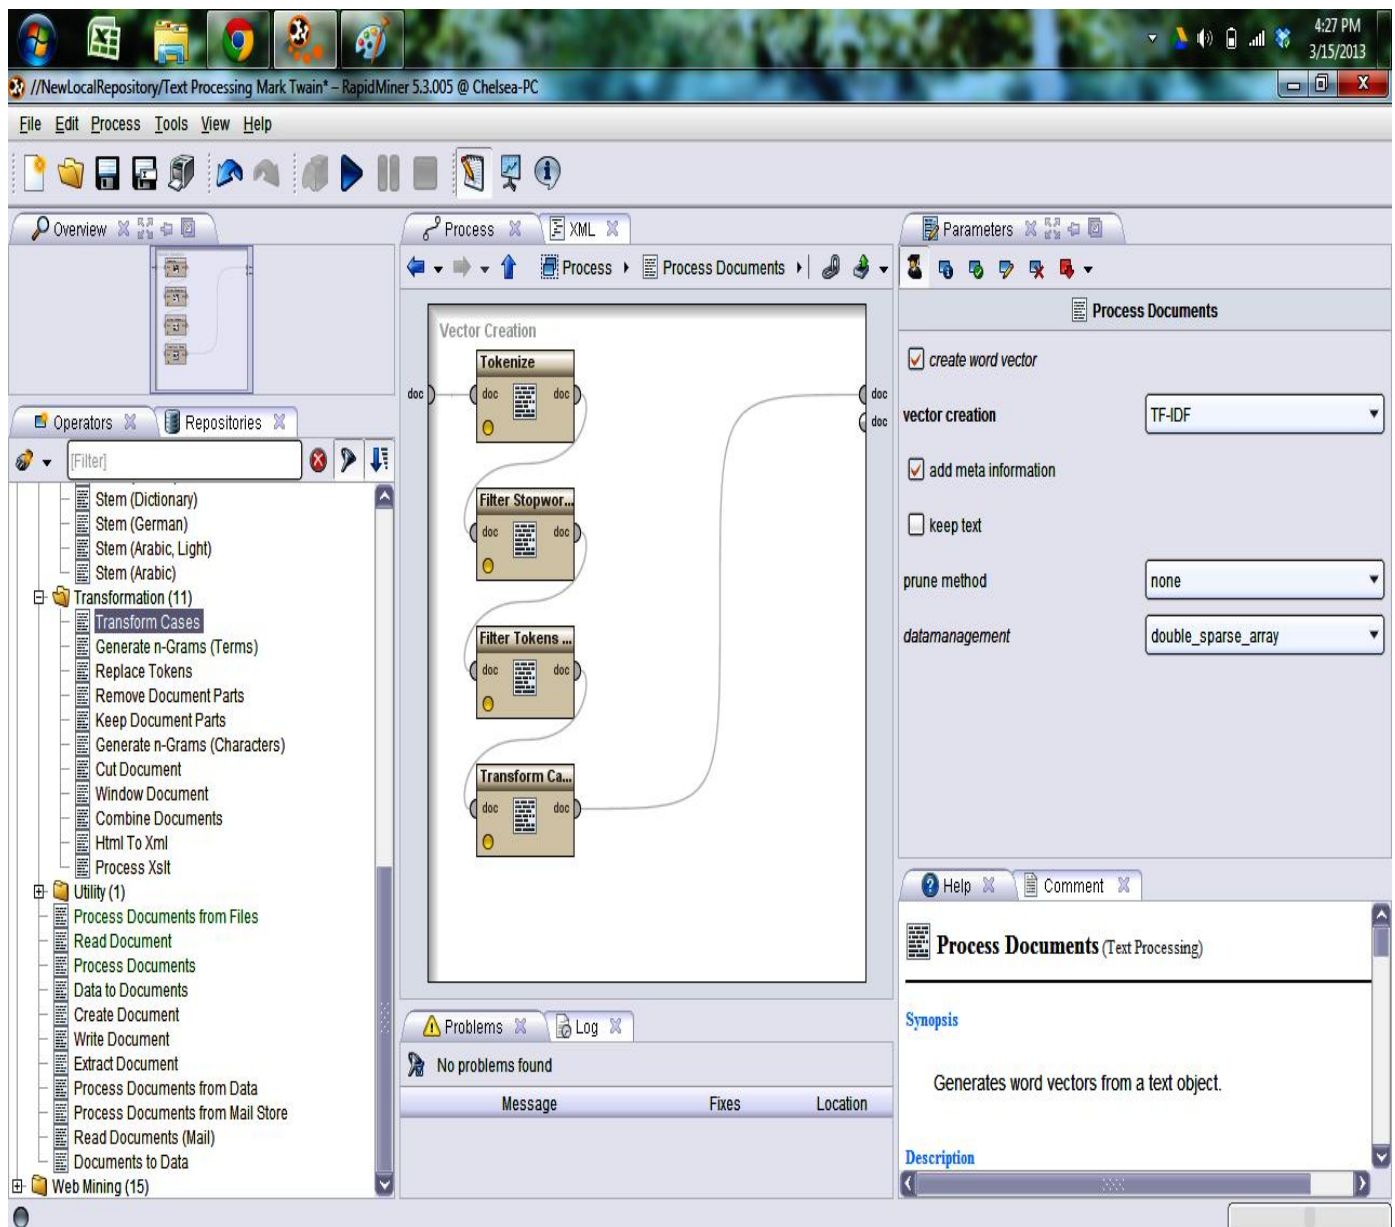 4:27 PM
3/15/2013
//NewLocalRepository/Text Processing Mark Twain* – RapidMiner 5.3.005 @ Chelsea-PC
File Edit Process Tools View Help
Overview
Operators Repositories
[Filter]
Stem (Dictionary)
Stem (German)
Stem (Arabic, Light)
Stem (Arabic)
Transformation (11)
Transform Cases
Generate n-Grams (Terms)
Replace Tokens
Remove Document Parts
Keep Document Parts
Generate n-Grams (Characters)
Cut Document
Window Document
Combine Documents
Html To Xml
Process Xslt
Utility (1)
Process Documents from Files
Read Document
Process Documents
Data to Documents
Create Document
Write Document
Extract Document
Process Documents from Data
Process Documents from Mail Store
Read Documents (Mail)
Documents to Data
Web Mining (15)
Process XML
Process Process Documents
Vector Creation
Tokenize
doc doc doc doc
doc
Filter Stopwor...
doc doc
Filter Tokens ...
doc doc
Transform Ca...
doc doc
Problems Log
No problems found
Message Fixes Location
Parameters
Process Documents
create word vector
vector creation TF-IDF
add meta information
keep text
prune method none
datamanagement double_sparse_array
Help Comment
Process Documents (Text Processing)
Synopsis
Generates word vectors from a text object.
Description